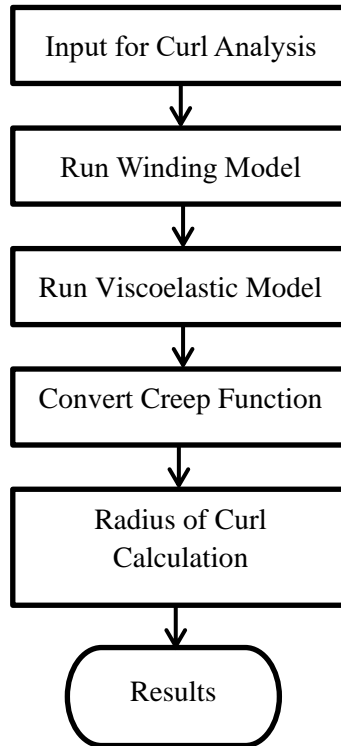 Input for Curl Analysis
Run Winding Model
Run Viscoelastic Model
Convert Creep Function
Radius of Curl
Calculation
Results